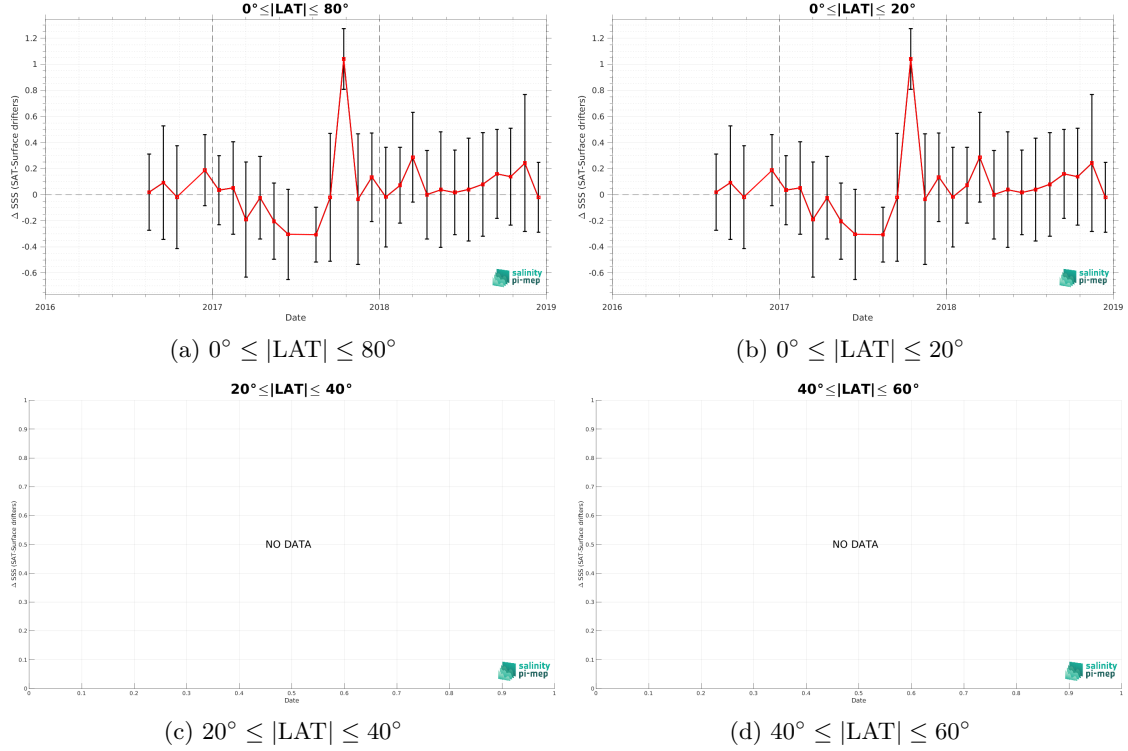 0°≤|LAT|≤ 80°
Δ SSS (SAT-Surface drifters)
1.2
1
0.8
0.6
0.4
0.2
0
-0.2
-0.4
-0.6
2016
2017
2018
2019
Date
salinity
pi-mep
(a) 0° ≤ |LAT| ≤ 80°
0°≤|LAT|≤ 20°
Δ SSS (SAT-Surface drifters)
1.2
1
0.8
0.6
0.4
0.2
0
-0.2
-0.4
-0.6
2016
2017
2018
2019
Date
salinity
pi-mep
(b) 0° ≤ |LAT| ≤ 20°
20°≤|LAT|≤ 40°
Δ SSS (SAT-Surface drifters)
1
0.9
0.8
0.7
0.6
0.5
0.4
0.3
0.2
0.1
0
NO DATA
0
0.1
0.2
0.3
0.4
0.5
0.6
0.7
0.8
0.9
1
Date
salinity
pi-mep
(c) 20° ≤ |LAT| ≤ 40°
40°≤|LAT|≤ 60°
Δ SSS (SAT-Surface drifters)
1
0.9
0.8
0.7
0.6
0.5
0.4
0.3
0.2
0.1
0
NO DATA
0
0.1
0.2
0.3
0.4
0.5
0.6
0.7
0.8
0.9
1
Date
salinity
pi-mep
(d) 40° ≤ |LAT| ≤ 60°